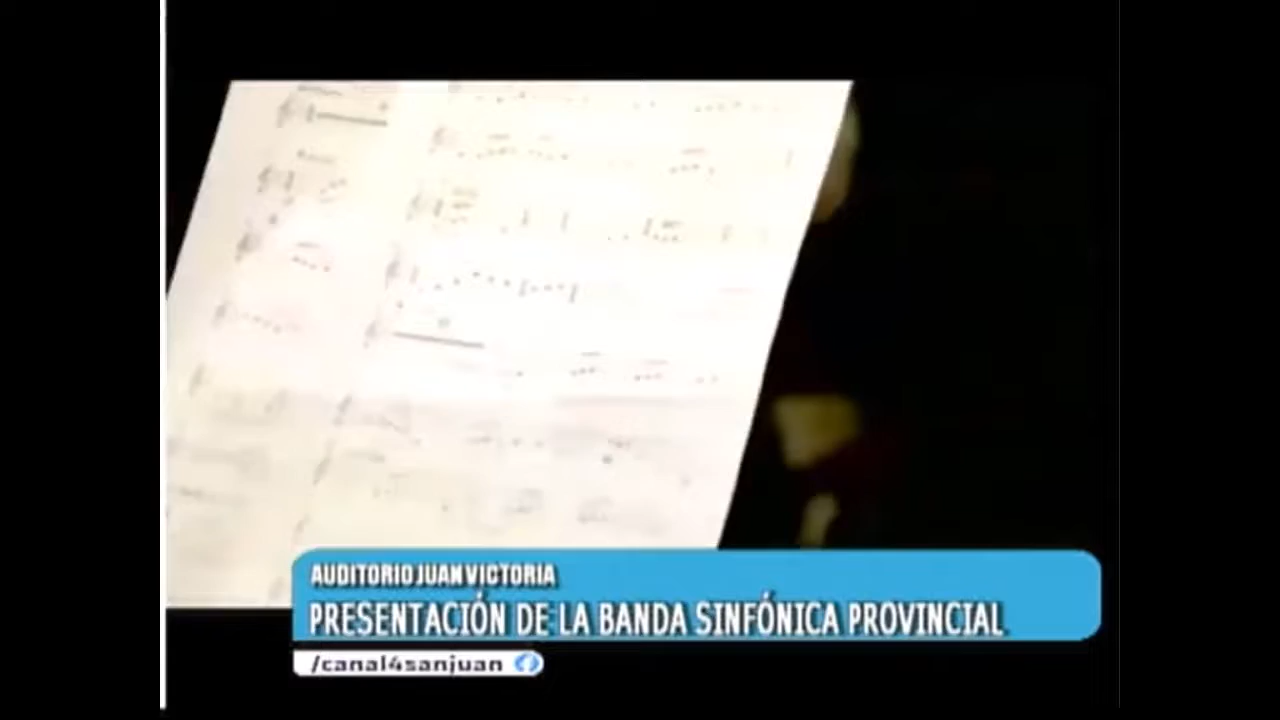 AUDITORIO JUAN VICTORIA
PRESENTACIÓN DE LA BANDA SINFÓNICA PROVINCIAL
/canal4sanjuan